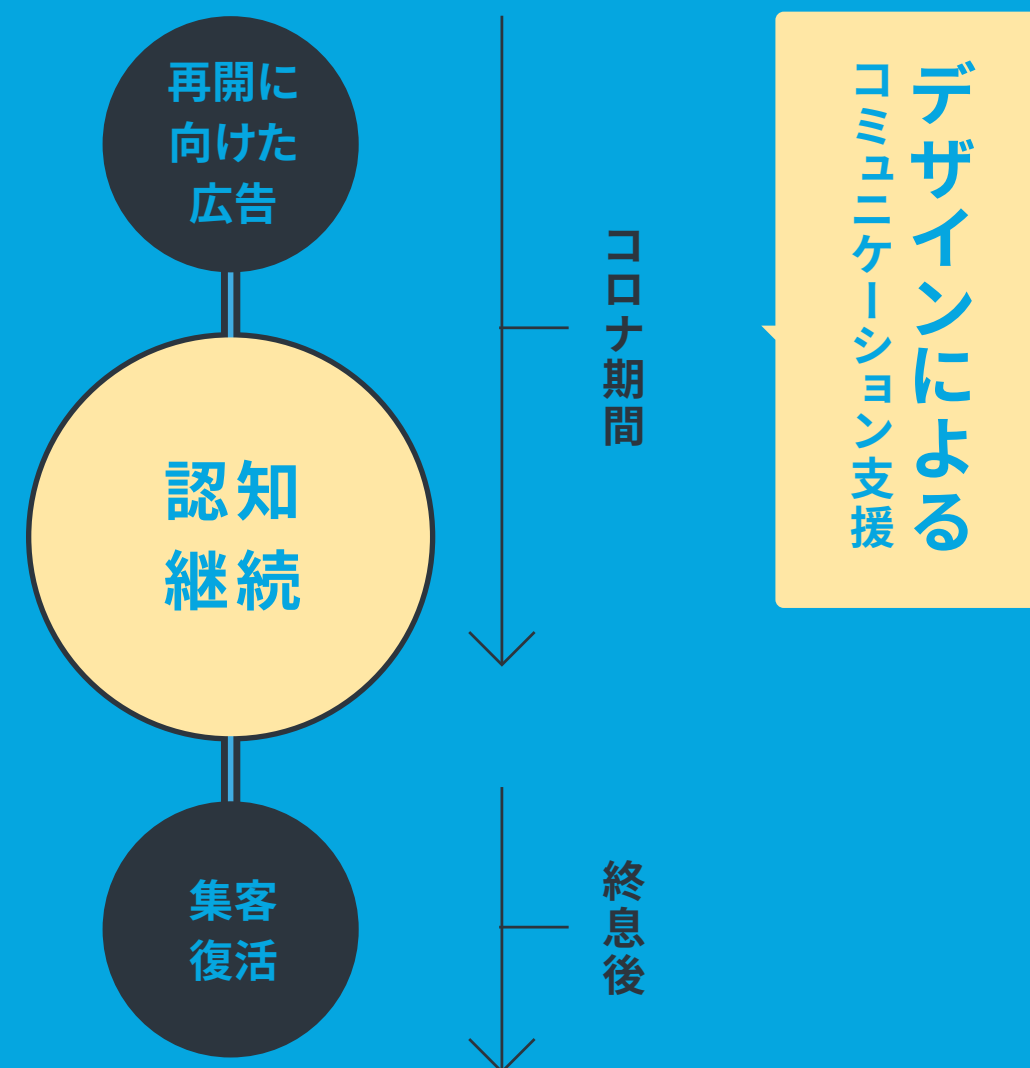 デザインによる
コミュニケーション支援
再開に
向けた
広告
コロナ期間
認知
継続
集客
復活
終息後